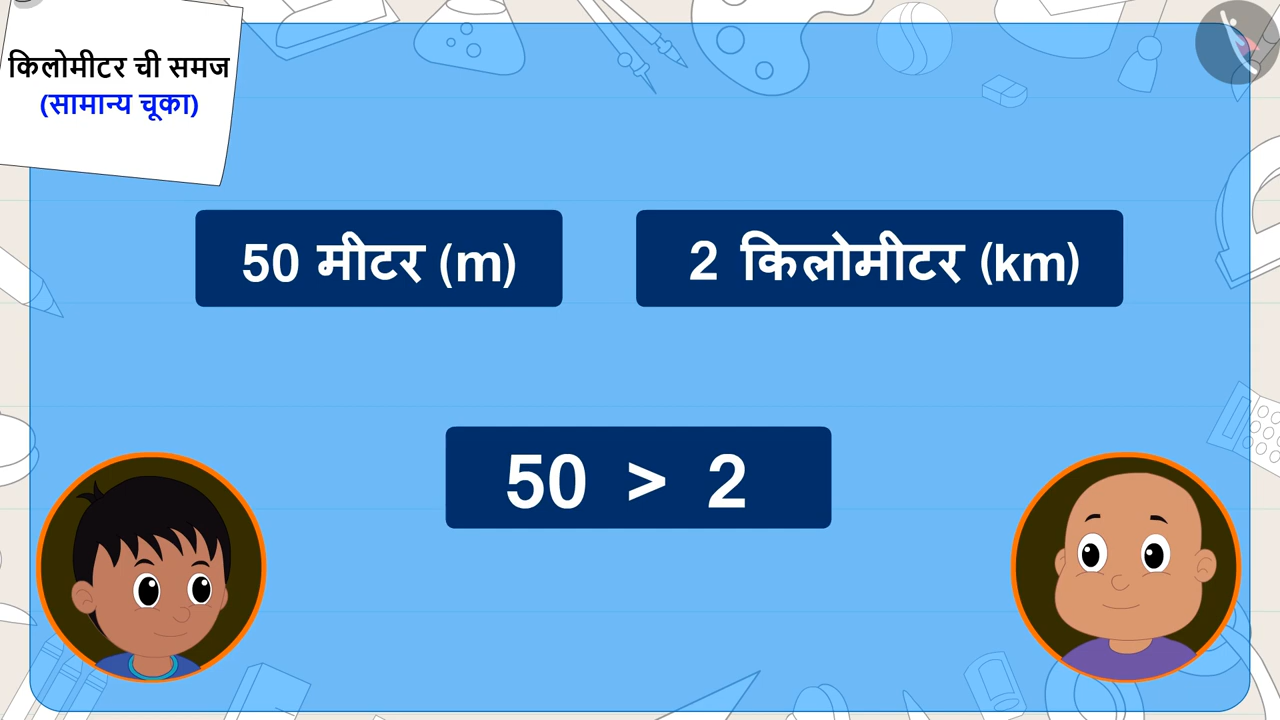 किलोमीटर ची समज
(सामान्य चूका)
50 मीटर (m)
2 किलोमीटर (km)
50 > 2